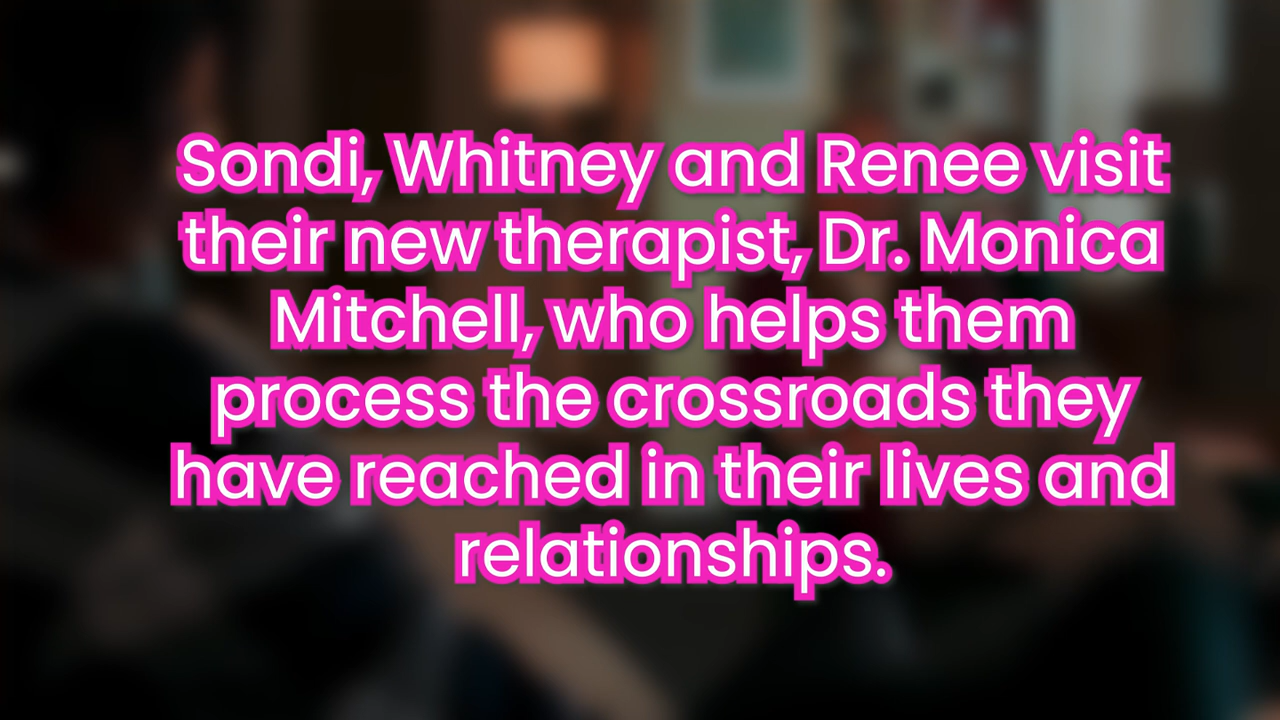 Sondi, Whitney and Renee visit
their new therapist, Dr. Monica
Mitchell, who helps them
process the crossroads they
have reached in their lives and
relationships.